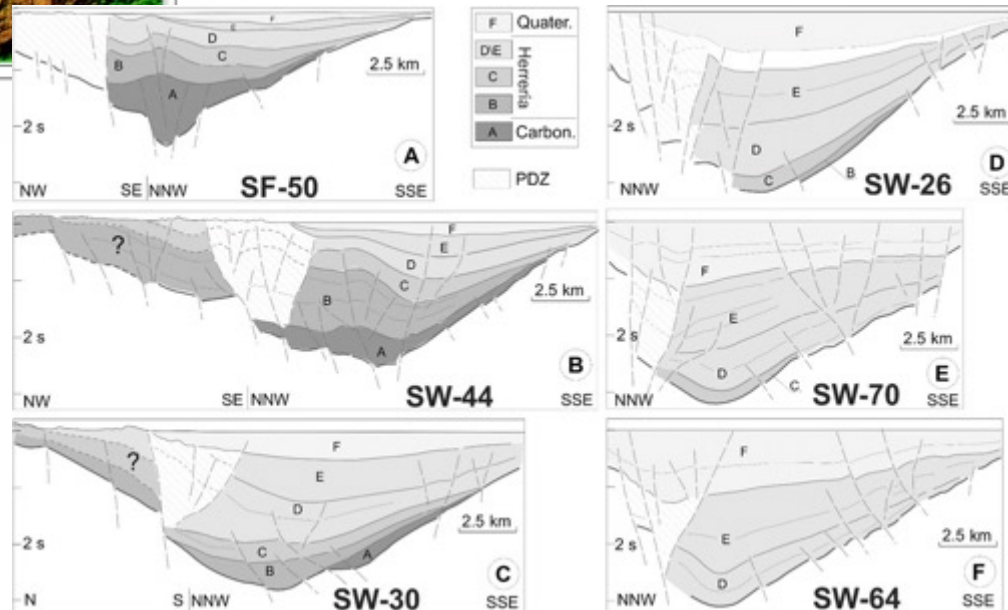 F
E
D
C
B
A
2.5 km
2 s
A
NW
SE
NNW
SF-50
SSE
F Quater.
D\E
C
B
Herreria
A Carbon.
PDZ
F
E
D
C
B
2.5 km
2 s
D
NNW
SW-26
SSE
?
F
E
D
C
B
A
2.5 km
2 s
B
NW
SE
NNW
SW-44
SSE
F
E
D
C
2.5 km
2 s
E
NNW
SW-70
SSE
?
F
E
D
C
B
A
2.5 km
2 s
C
N
S
NNW
SW-30
SSE
F
E
D
2.5 km
2 s
F
NNW
SW-64
SSE